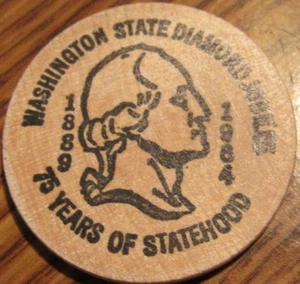 WASHINGTON STATE DIAMOND JUBILEE
1889
1964
75 YEARS OF STATEHOOD